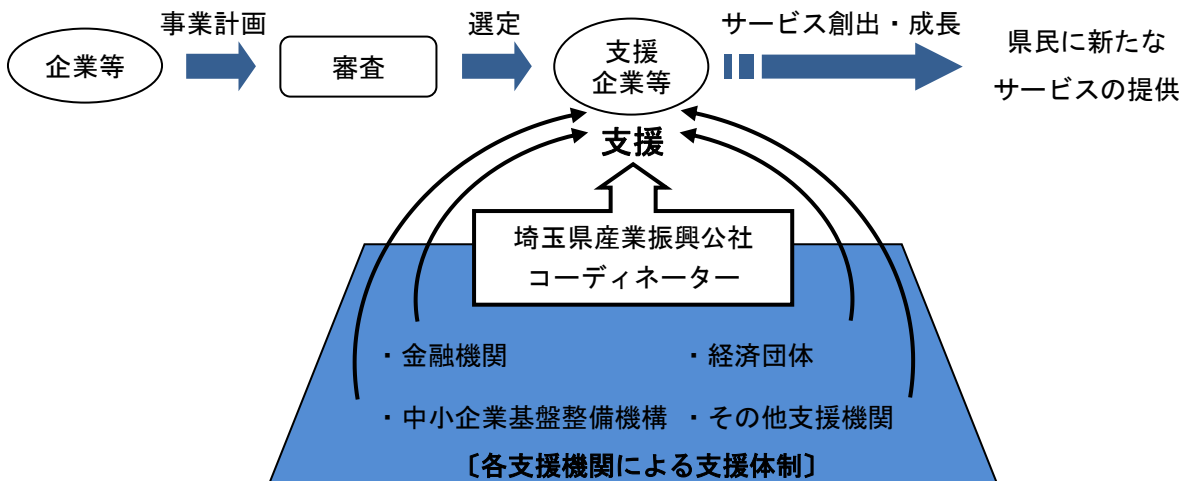 事業計画
選定
サービス創出・成長
企業等
審査
支援
企業等
県民に新たな
サービスの提供
支援
埼玉県産業振興公社
コーディネーター
・金融機関
・経済団体
・中小企業基盤整備機構
・その他支援機関
〔各支援機関による支援体制〕